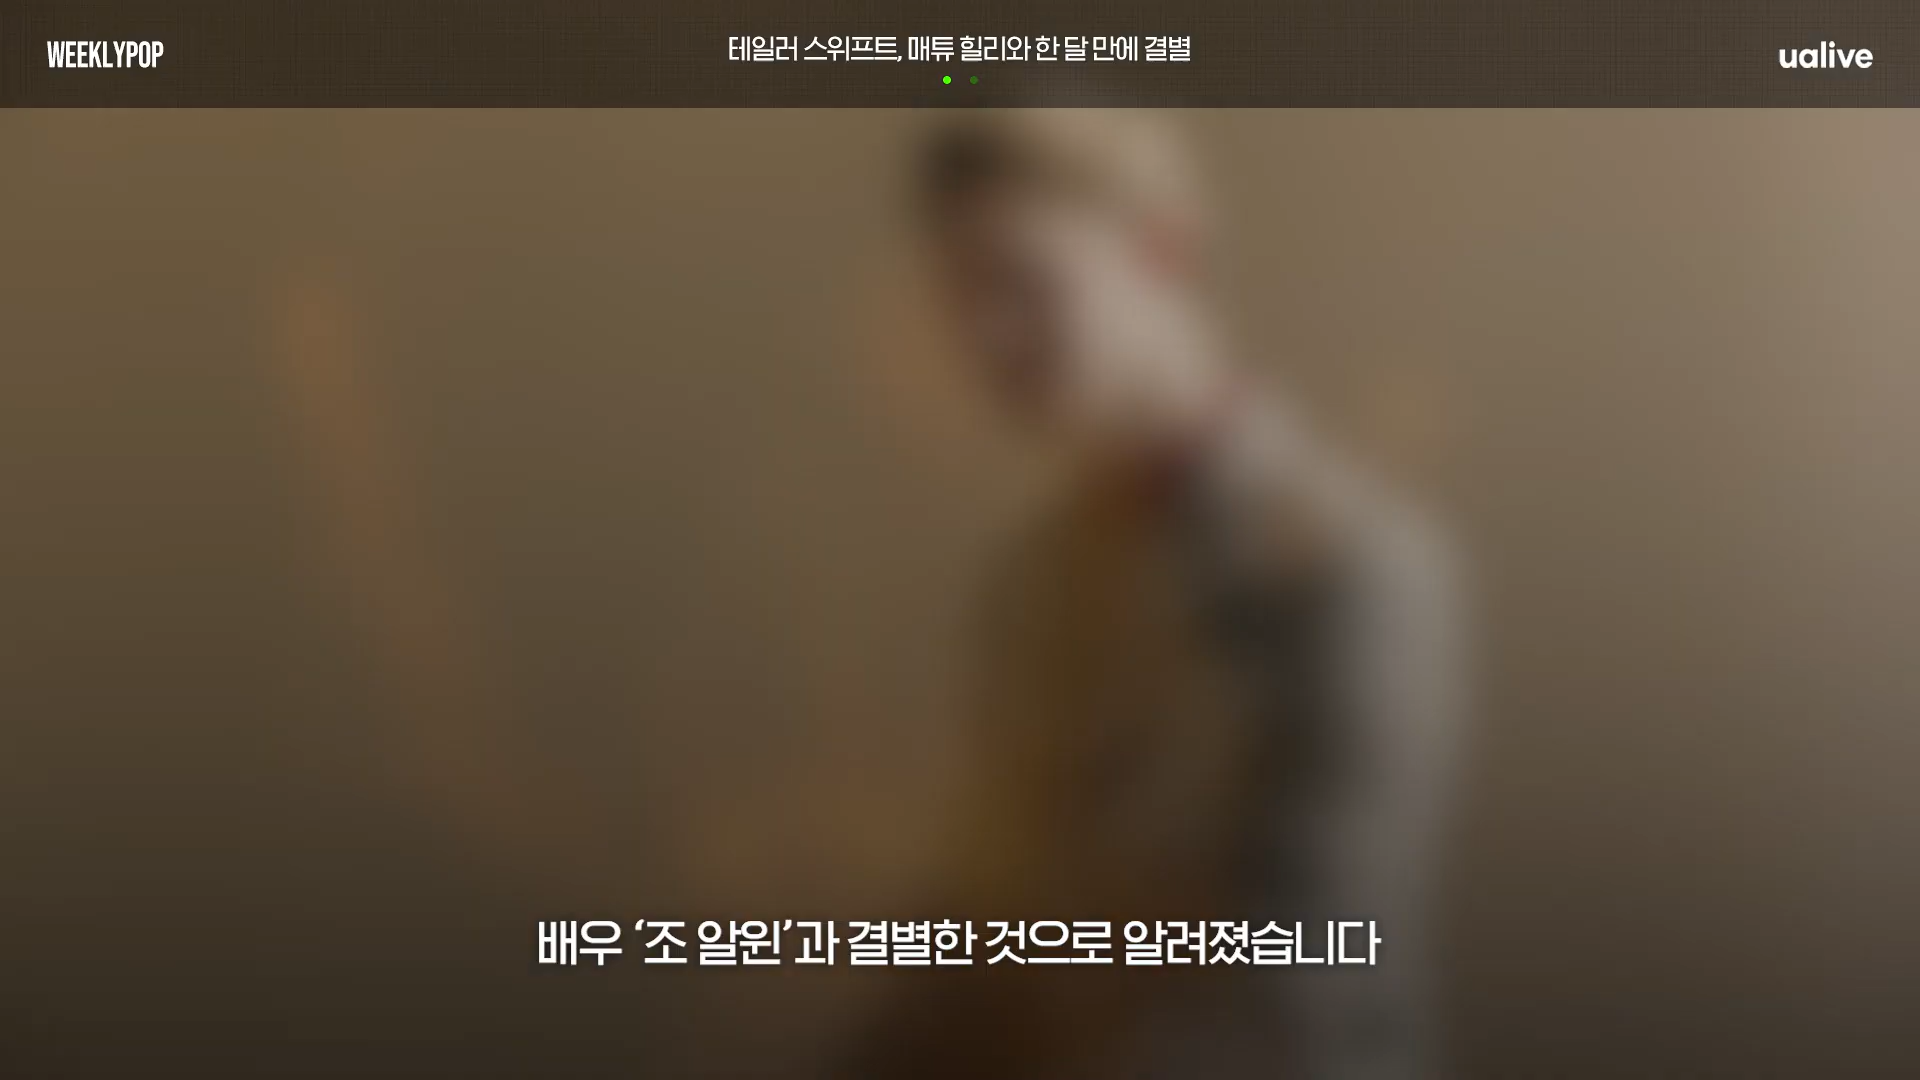 WEEKLYPOP
테일러 스위프트, 매튜 힐리와 한 달 만에 결별
ualive
배우 ‘조 알윈’과 결별한 것으로 알려졌습니다